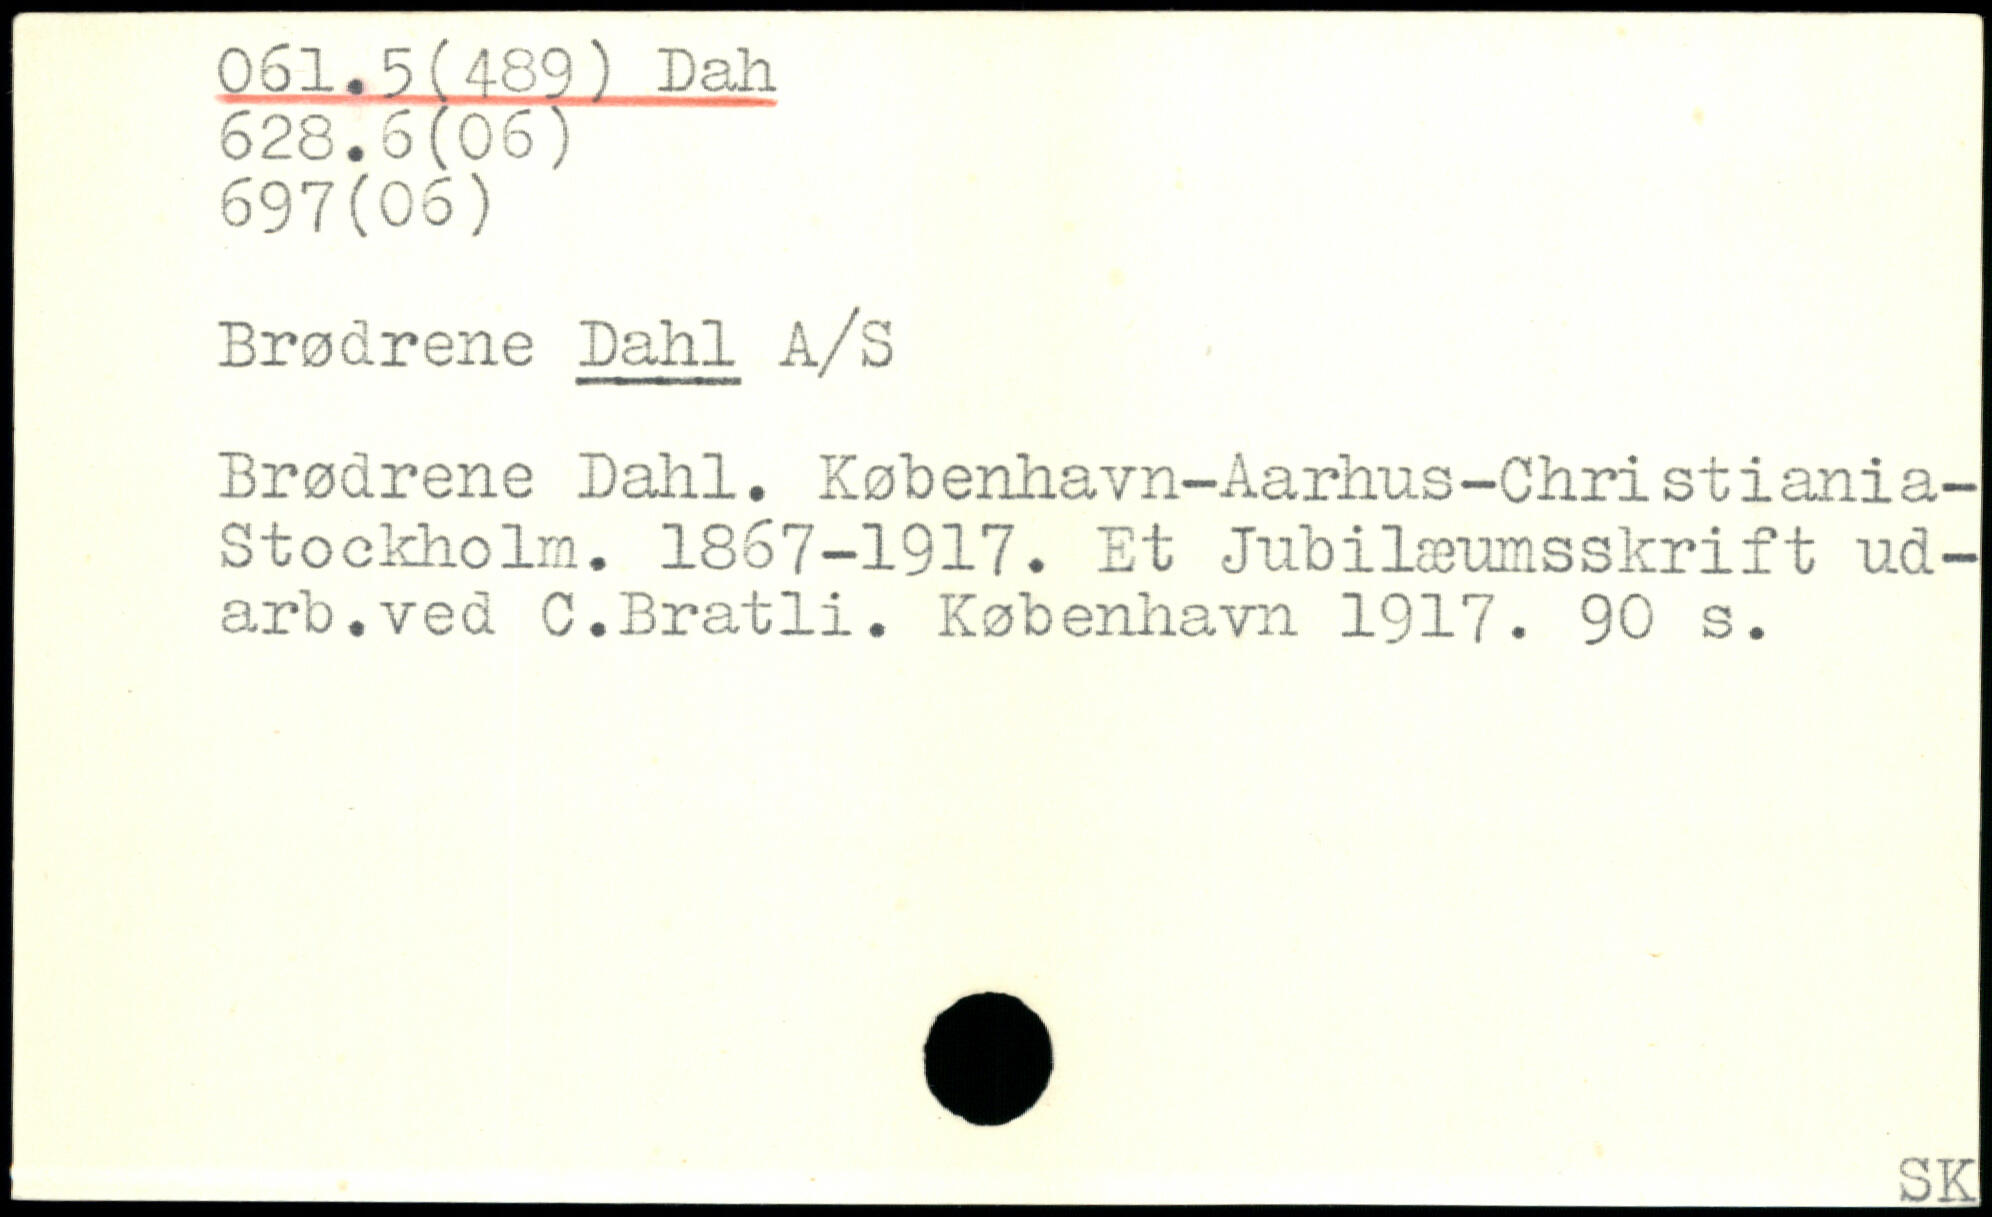 061.5(489) Dah
628.6(06)
697(06)
Brødrene Dahl A/S
Brødrene Dahl. København-Aarhus-Christiania-
Stockholm. 1867-1917. Et Jubilæumsskrift ud-
arb.ved C.Bratli. København 1917. 90 s.
SK